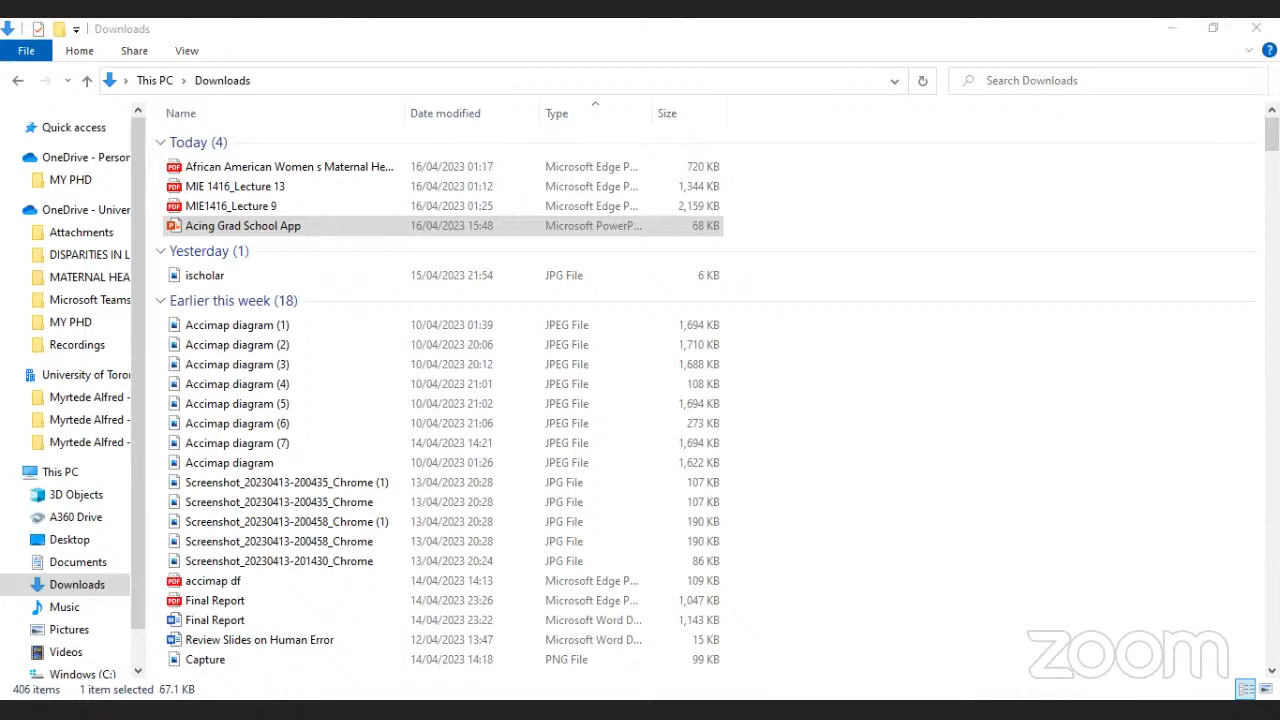 Downloads
File Home Share View
This PC Downloads Search Downloads
Name Date modified Type Size
Quick access
OneDrive - Person
MY PHD
OneDrive - Univer
Attachments
DISPARITIES IN L
MATERNAL HEA
Microsoft Teams
MY PHD
Recordings
University of Toron
Myrtede Alfred -
Myrtede Alfred -
Myrtede Alfred -
This PC
3D Objects
A360 Drive
Desktop
Documents
Downloads
Music
Pictures
Videos
Windows (C:)
Today (4)
African American Women s Maternal He... 16/04/2023 01:17 Microsoft Edge P... 720 KB
MIE 1416_Lecture 13 16/04/2023 01:12 Microsoft Edge P... 1,344 KB
MIE1416_Lecture 9 16/04/2023 01:25 Microsoft Edge P... 2,159 KB
Acing Grad School App 16/04/2023 15:48 Microsoft PowerP... 68 KB
Yesterday (1)
ischolar 15/04/2023 21:54 JPG File 6 KB
Earlier this week (18)
Accimap diagram (1) 10/04/2023 01:39 JPEG File 1,694 KB
Accimap diagram (2) 10/04/2023 20:06 JPEG File 1,710 KB
Accimap diagram (3) 10/04/2023 20:12 JPEG File 1,688 KB
Accimap diagram (4) 10/04/2023 21:01 JPEG File 108 KB
Accimap diagram (5) 10/04/2023 21:02 JPEG File 1,694 KB
Accimap diagram (6) 10/04/2023 21:06 JPEG File 273 KB
Accimap diagram (7) 14/04/2023 14:21 JPEG File 1,694 KB
Accimap diagram 10/04/2023 01:26 JPEG File 1,622 KB
Screenshot_20230413-200435_Chrome (1) 13/04/2023 20:28 JPG File 107 KB
Screenshot_20230413-200435_Chrome 13/04/2023 20:28 JPG File 107 KB
Screenshot_20230413-200458_Chrome (1) 13/04/2023 20:28 JPG File 190 KB
Screenshot_20230413-200458_Chrome 13/04/2023 20:28 JPG File 190 KB
Screenshot_20230413-201430_Chrome 13/04/2023 20:24 JPG File 86 KB
accimap df 14/04/2023 14:13 Microsoft Edge P... 109 KB
Final Report 14/04/2023 23:26 Microsoft Edge P... 1,047 KB
Final Report 14/04/2023 23:22 Microsoft Word D... 1,143 KB
Review Slides on Human Error 12/04/2023 13:47 Microsoft Word D... 15 KB
Capture 14/04/2023 14:18 PNG File 99 KB
zoom
406 items 1 item selected 67.1 KB